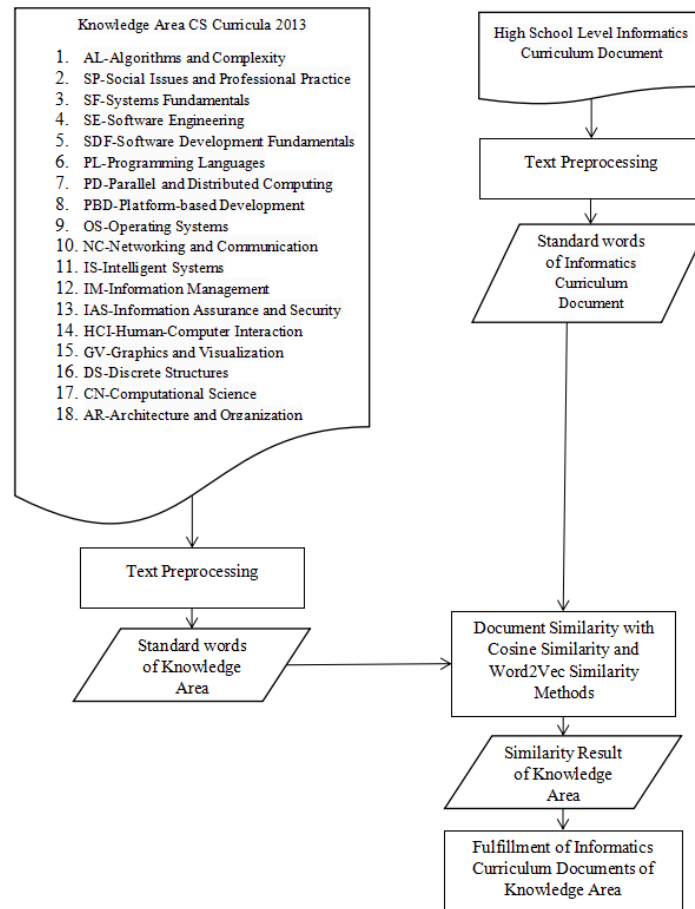 Knowledge Area CS Curricula 2013
1. AL-Algorithms and Complexity
2. SP-Social Issues and Professional Practice
3. SF-Systems Fundamentals
4. SE-Software Engineering
5. SDF-Software Development Fundamentals
6. PL-Programming Languages
7. PD-Parallel and Distributed Computing
8. PBD-Platform-based Development
9. OS-Operating Systems
10. NC-Networking and Communication
11. IS-Intelligent Systems
12. IM-Information Management
13. IAS-Information Assurance and Security
14. HCI-Human-Computer Interaction
15. GV-Graphics and Visualization
16. DS-Discrete Structures
17. CN-Computational Science
18. AR-Architecture and Organization
Text Preprocessing
Standard words
of Knowledge
Area
High School Level Informatics
Curriculum Document
Text Preprocessing
Standard words
of Informatics
Curriculum
Document
Document Similarity with
Cosine Similarity and
Word2Vec Similarity
Methods
Similarity Result
of Knowledge
Area
Fulfillment of Informatics
Curriculum Documents of
Knowledge Area